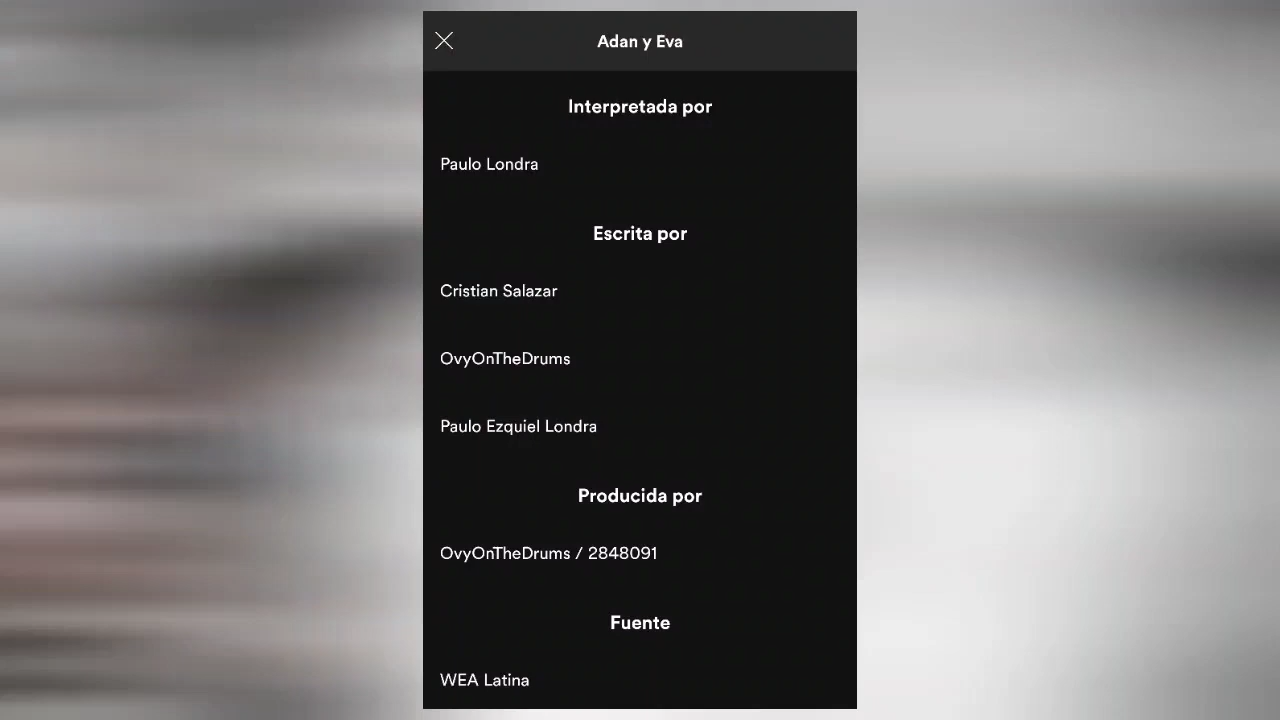 Adan y Eva
Interpretada por
Paulo Londra
Escrita por
Cristian Salazar
OvyOnTheDrums
Paulo Ezquiel Londra
Producida por
OvyOnTheDrums / 2848091
Fuente
WEA Latina